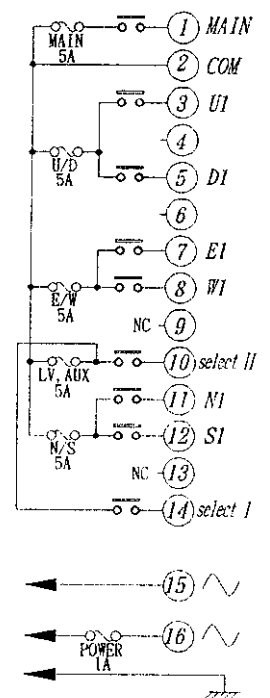 MAIN
5A
1 MAIN
2 COM
3 U1
4
U/D
5A
5 D1
6
7 E1
E/W
5A
8 W1
NC 9
LV, AUX
5A
10 select II
11 N1
N/S
5A
12 S1
NC 13
14 select I
15
16
POWER
1A